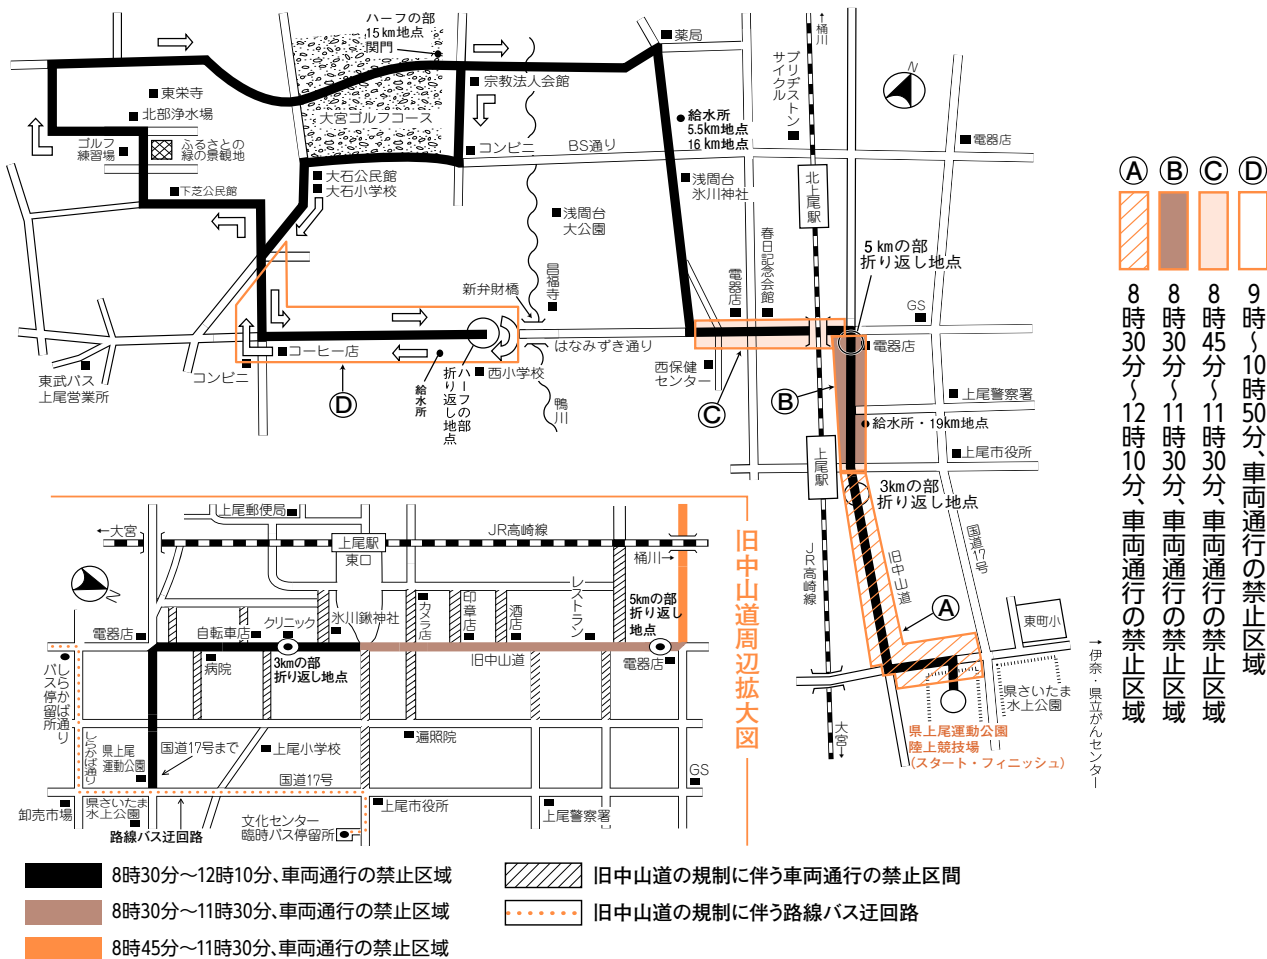 ハーフの部
15km地点
関門
薬局
↑桶川
ブリヂストン
サイクル
N
宗教法人会館
東栄寺
北部浄水場
大宮ゴルフコース
給水所
5.5km地点
16km地点
ゴルフ
練習場
ふるさとの
緑の景観地
コンビニ
BS通り
電器店
大石公民館
大石小学校
下芝公民館
浅間台
氷川神社
北上尾駅
浅間台
大公園
春日記念会館
5kmの部
折り返し地点
昌福寺
電器店
新弁財橋
GS
はなみずき通り
コーヒー店
コンビニ
東武バス
上尾営業所
給水所
ハーフの部
折り返し地点
西小学校
西保健
センター
電器店
鴨川
D
C
B
上尾警察署
給水所・19km地点
上尾市役所
上尾駅
3kmの部
折り返し地点
国道17号
旧中山道
JR高崎線
A
東町小
→伊奈・県立がんセンター
県さいたま
水上公園
大宮→
県上尾運動公園
陸上競技場
(スタート・フィニッシュ)
A
8時30分〜12時10分、車両通行の禁止区域
B
8時30分〜11時30分、車両通行の禁止区域
C
8時45分〜11時30分、車両通行の禁止区域
D
9時〜10時50分、車両通行の禁止区域
旧中山道周辺拡大図
上尾郵便局
←大宮
JR高崎線
上尾駅
東口
桶川→
N
レストラン
5kmの部
折り返し
地点
電器店
自転車店
クリニック
氷川鍬神社
カメラ店
印章店
酒店
病院
3kmの部
折り返し地点
旧中山道
電器店
しらかば通り
バス停留所
しらかば通り
県上尾
運動公園
国道17号まで
上尾小学校
遍照院
国道17号
GS
卸売市場
県さいたま
水上公園
路線バス迂回路
文化センター
臨時バス停留所
上尾市役所
上尾警察署
8時30分〜12時10分、車両通行の禁止区域
8時30分〜11時30分、車両通行の禁止区域
8時45分〜11時30分、車両通行の禁止区域
旧中山道の規制に伴う車両通行の禁止区間
旧中山道の規制に伴う路線バス迂回路